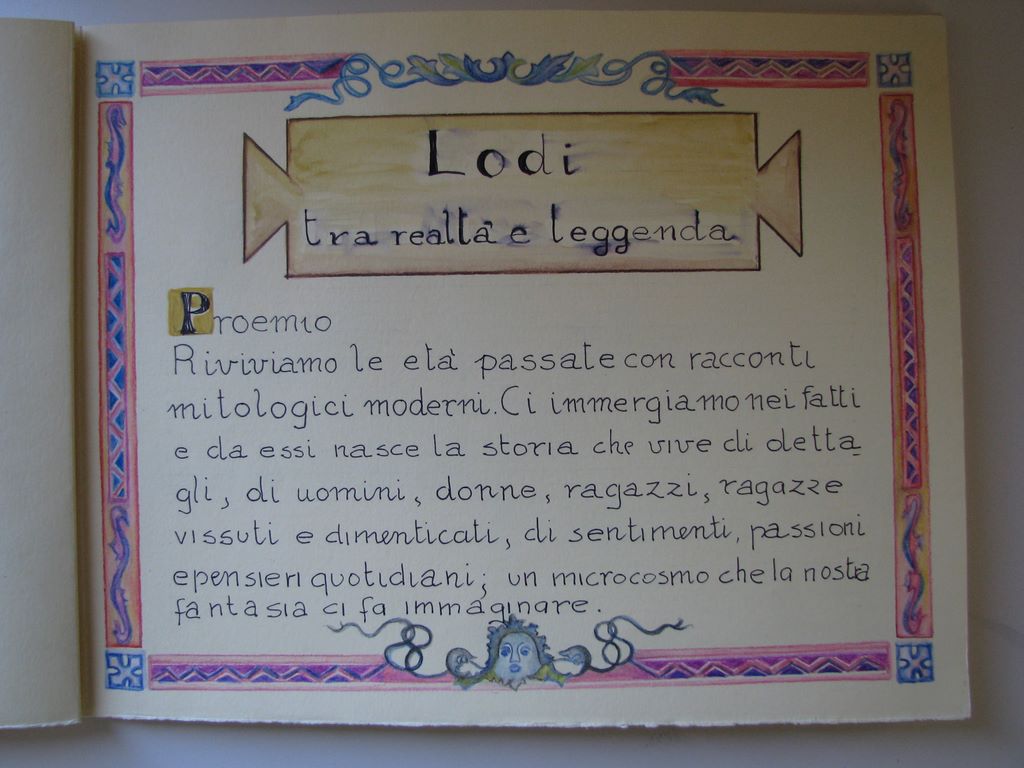 Lodi
tra realtà e leggenda
Proemio
Riviviamo le età passate con racconti
mitologici moderni. Ci immergiamo nei fatti
e da essi nasce la storia che vive di detta
gli, di uomini, donne, ragazzi, ragazze
vissuti e dimenticati, di sentimenti, passioni
e pensieri quotidiani; un microcosmo che la nostra
fantasia ci fa immaginare.